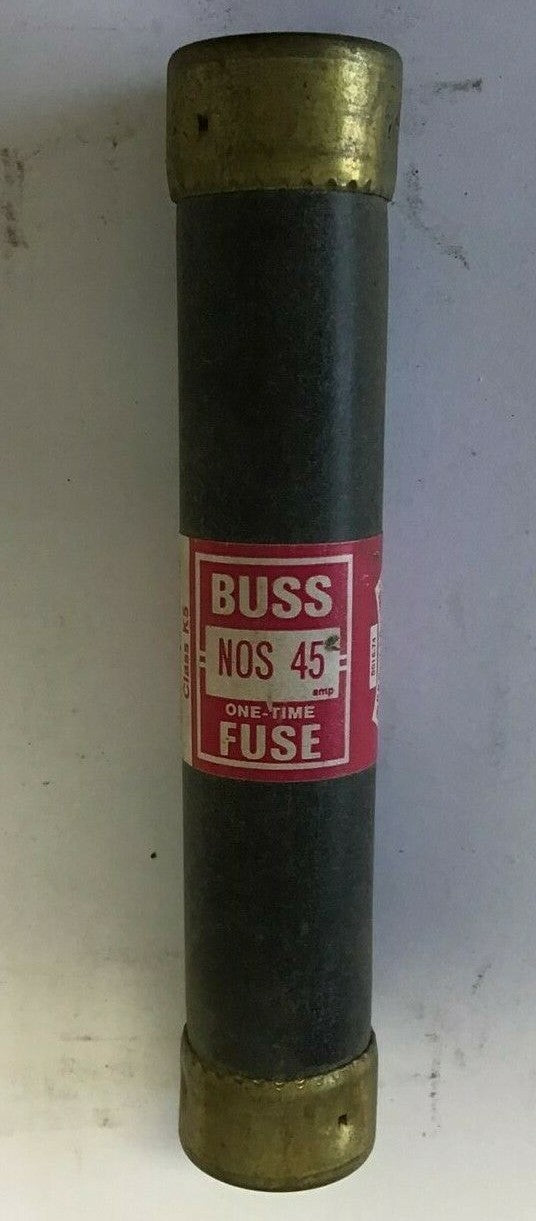 BUSS
NOS 45
amp
ONE-TIME
FUSE
Class K5